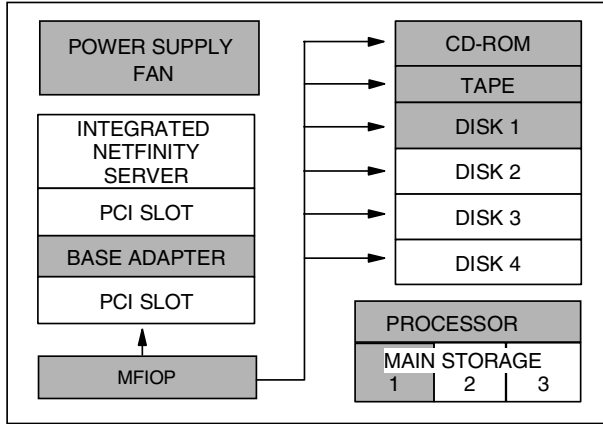 POWER SUPPLY
FAN
INTEGRATED
NETFINITY
SERVER
PCI SLOT
BASE ADAPTER
PCI SLOT
MFIOP
CD-ROM
TAPE
DISK 1
DISK 2
DISK 3
DISK 4
PROCESSOR
MAIN STORAGE
1 2 3